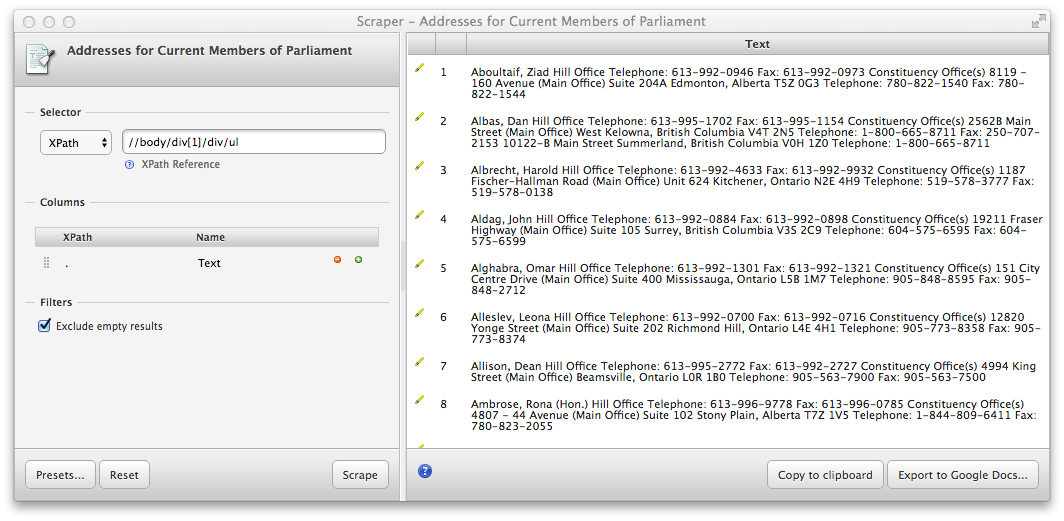 Scraper – Addresses for Current Members of Parliament
Addresses for Current Members of Parliament
Selector
XPath
//body/div[1]/div/ul
? XPath Reference
Columns
XPath Name
. Text
Filters
Exclude empty results
Presets...
Reset
Scrape
Text
1 Aboultaif, Ziad Hill Office Telephone: 613-992-0946 Fax: 613-992-0973 Constituency Office(s) 8119 -
160 Avenue (Main Office) Suite 204A Edmonton, Alberta T5Z 0G3 Telephone: 780-822-1540 Fax: 780-
822-1544
2 Albas, Dan Hill Office Telephone: 613-995-1702 Fax: 613-995-1154 Constituency Office(s) 2562B Main
Street (Main Office) West Kelowna, British Columbia V4T 2N5 Telephone: 1-800-665-8711 Fax: 250-707-
2153 10122-B Main Street Summerland, British Columbia V0H 1Z0 Telephone: 1-800-665-8711
3 Albrecht, Harold Hill Office Telephone: 613-992-4633 Fax: 613-992-9932 Constituency Office(s) 1187
Fischer-Hallman Road (Main Office) Unit 624 Kitchener, Ontario N2E 4H9 Telephone: 519-578-3777 Fax:
519-578-0138
4 Aldag, John Hill Office Telephone: 613-992-0884 Fax: 613-992-0898 Constituency Office(s) 19211 Fraser
Highway (Main Office) Suite 105 Surrey, British Columbia V3S 2C9 Telephone: 604-575-6595 Fax: 604-
575-6599
5 Alghabra, Omar Hill Office Telephone: 613-992-1301 Fax: 613-992-1321 Constituency Office(s) 151 City
Centre Drive (Main Office) Suite 400 Mississauga, Ontario L5B 1M7 Telephone: 905-848-8595 Fax: 905-
848-2712
6 Alleslev, Leona Hill Office Telephone: 613-992-0700 Fax: 613-992-0716 Constituency Office(s) 12820
Yonge Street (Main Office) Suite 202 Richmond Hill, Ontario L4E 4H1 Telephone: 905-773-8358 Fax: 905-
773-8374
7 Allison, Dean Hill Office Telephone: 613-995-2772 Fax: 613-992-2727 Constituency Office(s) 4994 King
Street (Main Office) Beamsville, Ontario L0R 1B0 Telephone: 905-563-7900 Fax: 905-563-7500
8 Ambrose, Rona (Hon.) Hill Office Telephone: 613-996-9778 Fax: 613-996-0785 Constituency Office(s)
4807 - 44 Avenue (Main Office) Suite 102 Stony Plain, Alberta T7Z 1V5 Telephone: 1-844-809-6411 Fax:
780-823-2055
?
Copy to clipboard
Export to Google Docs...